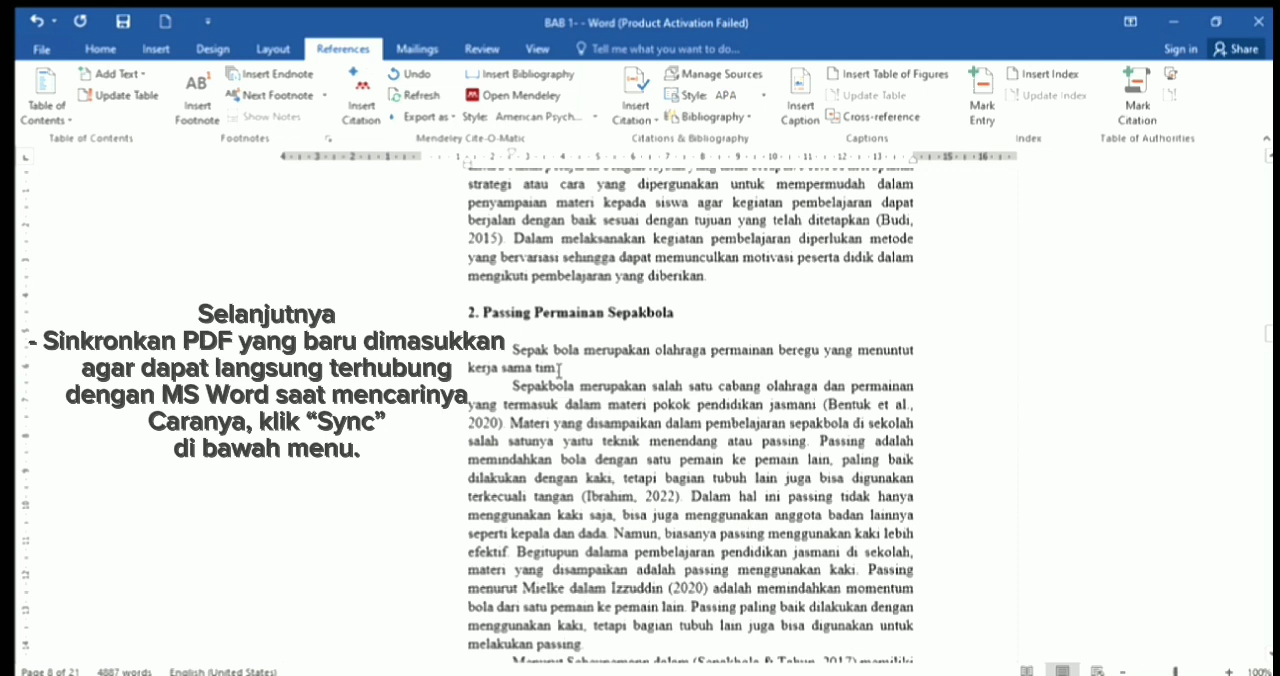 BAB 1- - Word (Product Activation Failed)
File Home Insert Design Layout References Mailings Review View Tell me what you want to do... Sign in Share
Add Text
Update Table
Table of Contents
Table of Contents
AB¹
Insert Footnote
Insert Endnote
Next Footnote
Show Notes
Footnotes
Insert Citation
Undo
Refresh
Export as
Insert Bibliography
Open Mendeley
Style: American Psych...
Mendeley Cite-O-Matic
Insert Citation
Manage Sources
Style: APA
Bibliography
Citations & Bibliography
Insert Caption
Insert Table of Figures
Update Table
Cross-reference
Captions
Mark Entry
Insert Index
Update Index
Index
Mark Citation
Table of Authorities
strategi atau cara yang dipergunakan untuk mempermudah dalam
penyampaian materi kepada siswa agar kegiatan pembelajaran dapat
berjalan dengan baik sesuai dengan tujuan yang telah ditetapkan (Budi,
2015). Dalam melaksanakan kegiatan pembelajaran diperlukan metode
yang bervariasi sehingga dapat memunculkan motivasi peserta didik dalam
mengikuti pembelajaran yang diberikan.
2. Passing Permainan Sepakbola
Sepak bola merupakan olahraga permainan beregu yang menuntut
kerja sama tim.
Sepakbola merupakan salah satu cabang olahraga dan permainan
yang termasuk dalam materi pokok pendidikan jasmani (Bentuk et al.,
2020). Materi yang disampaikan dalam pembelajaran sepakbola di sekolah
salah satunya yaitu teknik menendang atau passing. Passing adalah
memindahkan bola dengan satu pemain ke pemain lain, paling baik
dilakukan dengan kaki, tetapi bagian tubuh lain juga bisa digunakan
terkecuali tangan (Ibrahim, 2022). Dalam hal ini passing tidak hanya
menggunakan kaki saja, bisa juga menggunakan anggota badan lainnya
seperti kepala dan dada. Namun, biasanya passing menggunakan kaki lebih
efektif. Begitupun dalama pembelajaran pendidikan jasmani di sekolah,
materi yang disampaikan adalah passing menggunakan kaki. Passing
menurut Mielke dalam Izzuddin (2020) adalah memindahkan momentum
bola dari satu pemain ke pemain lain. Passing paling baik dilakukan dengan
menggunakan kaki, tetapi bagian tubuh lain juga bisa digunakan untuk
melakukan passing.
Selanjutnya
- Sinkronkan PDF yang baru dimasukkan
agar dapat langsung terhubung
dengan MS Word saat mencarinya
Caranya, klik “Sync”
di bawah menu.
Page 8 of 21 4887 words English (United States) 100%